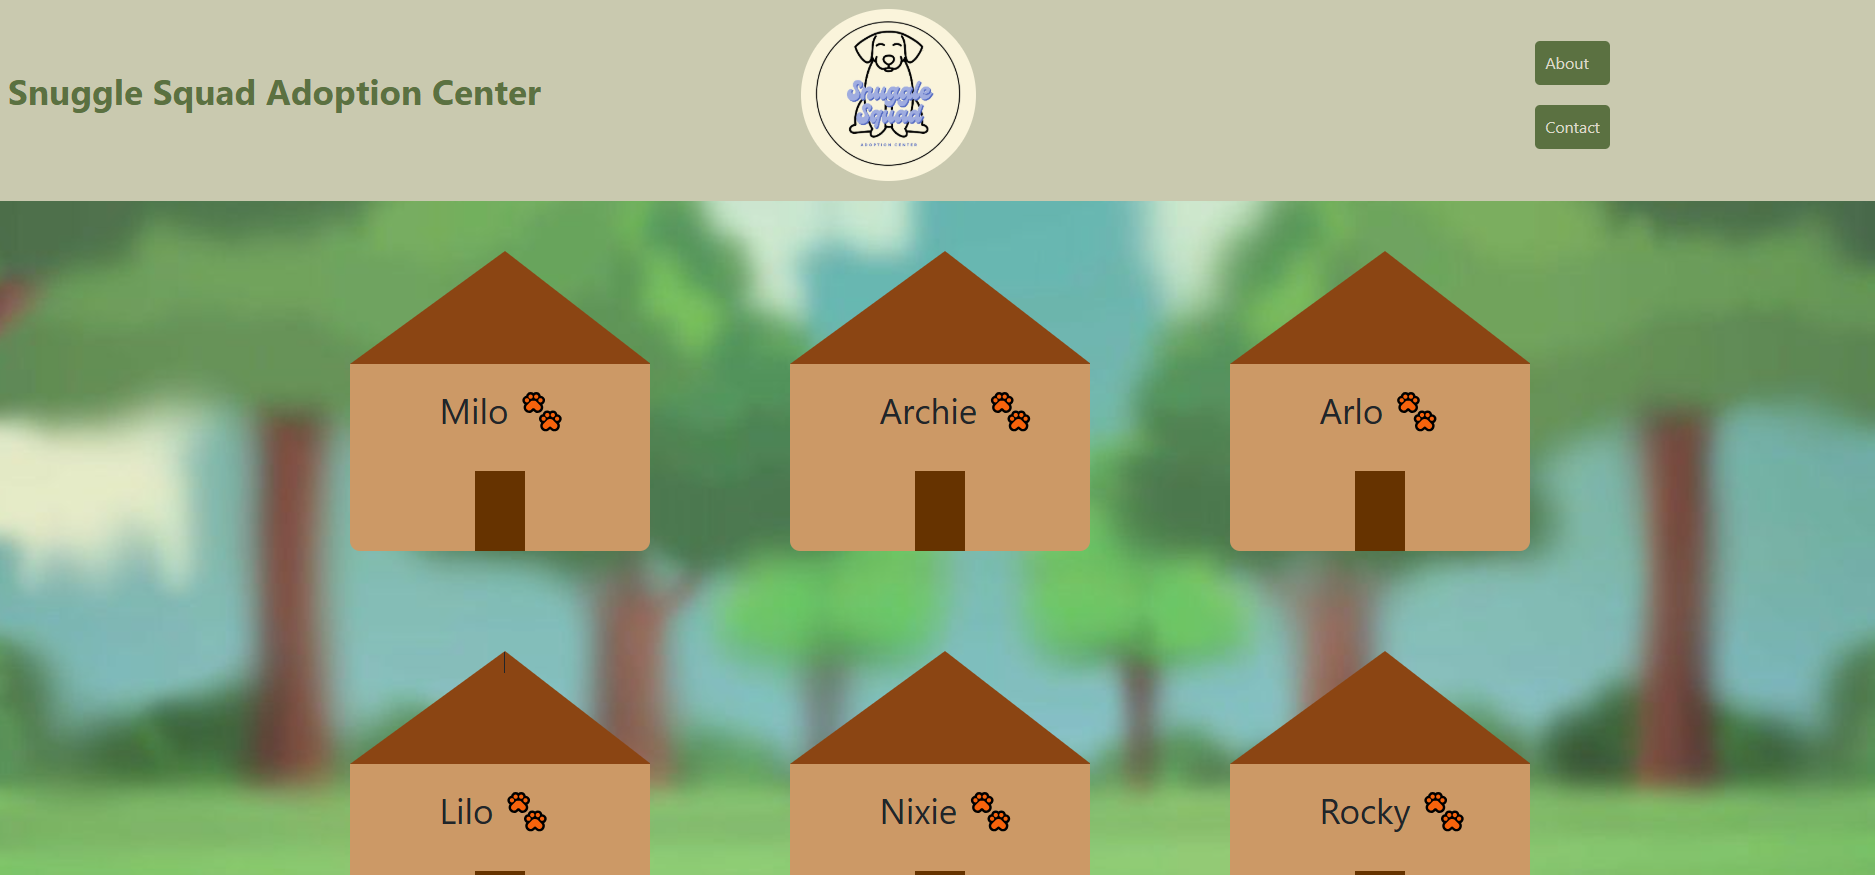 Snuggle Squad Adoption Center
Snuggle
Squad
ADOPTION CENTER
About
Contact
Milo
Archie
Arlo
Lilo
Nixie
Rocky